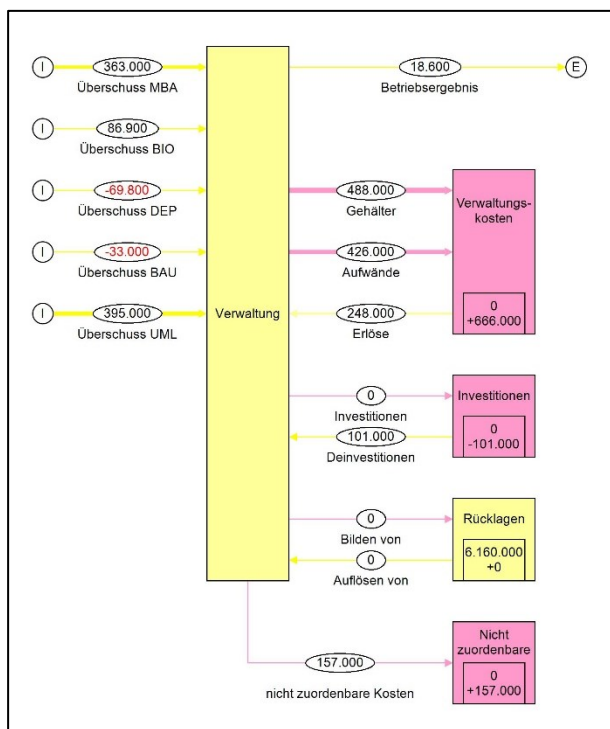 I
363.000
Überschuss MBA
18.600
E
Betriebsergebnis
I
86.900
Überschuss BIO
I
-69.800
Überschuss DEP
488.000
Gehälter
Verwaltungs-
kosten
I
-33.000
Überschuss BAU
426.000
Aufwände
I
395.000
Überschuss UML
Verwaltung
248.000
Erlöse
0
+666.000
0
Investitionen
Investitionen
101.000
Deinvestitionen
0
-101.000
0
Bilden von
Rücklagen
0
Auflösen von
6.160.000
+0
157.000
nicht zuordenbare Kosten
Nicht
zuordenbare
0
+157.000